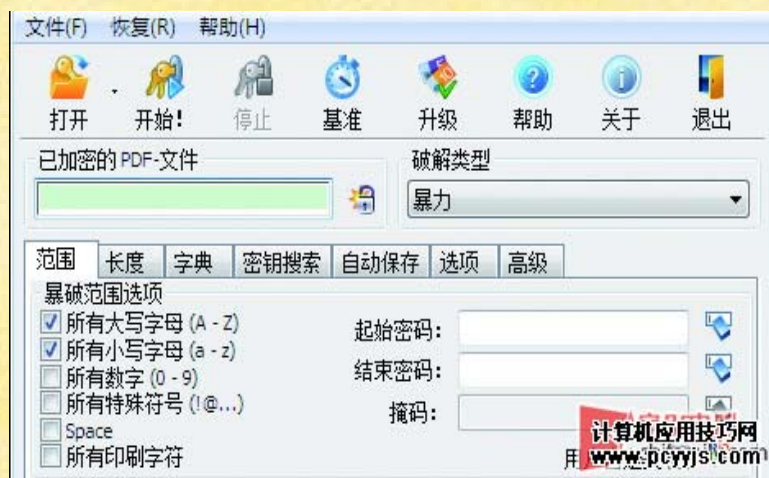 文件(F) 恢复(R) 帮助(H)
打开 开始! 停止 基准 升级 帮助 关于 退出
已加密的 PDF-文件 破解类型
暴力
范围 长度 字典 密钥搜索 自动保存 选项 高级
暴破范围选项
所有大写字母 (A - Z) 起始密码:
所有小写字母 (a - z)
所有数字 (0 - 9) 结束密码:
所有特殊符号 (!@...) 掩码:
Space
所有印刷字符
计算机应用技巧网
www.pcyyjs.com